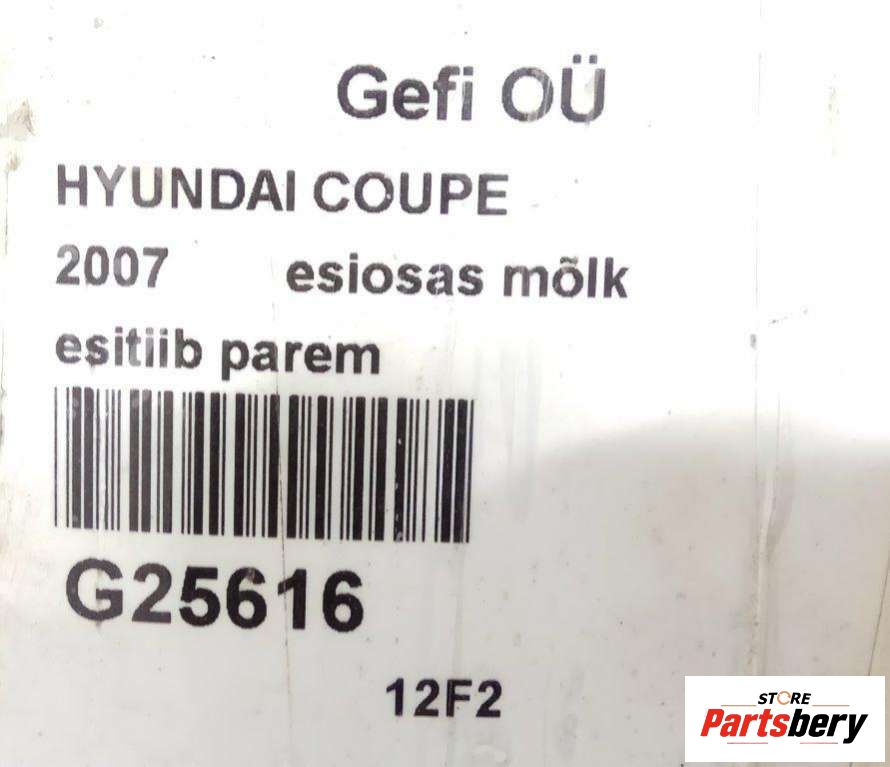 Gefi OÜ
HYUNDAI COUPE
2007 esiosas mõlk
esitiib parem
G25616
12F2
STORE
Partsbery